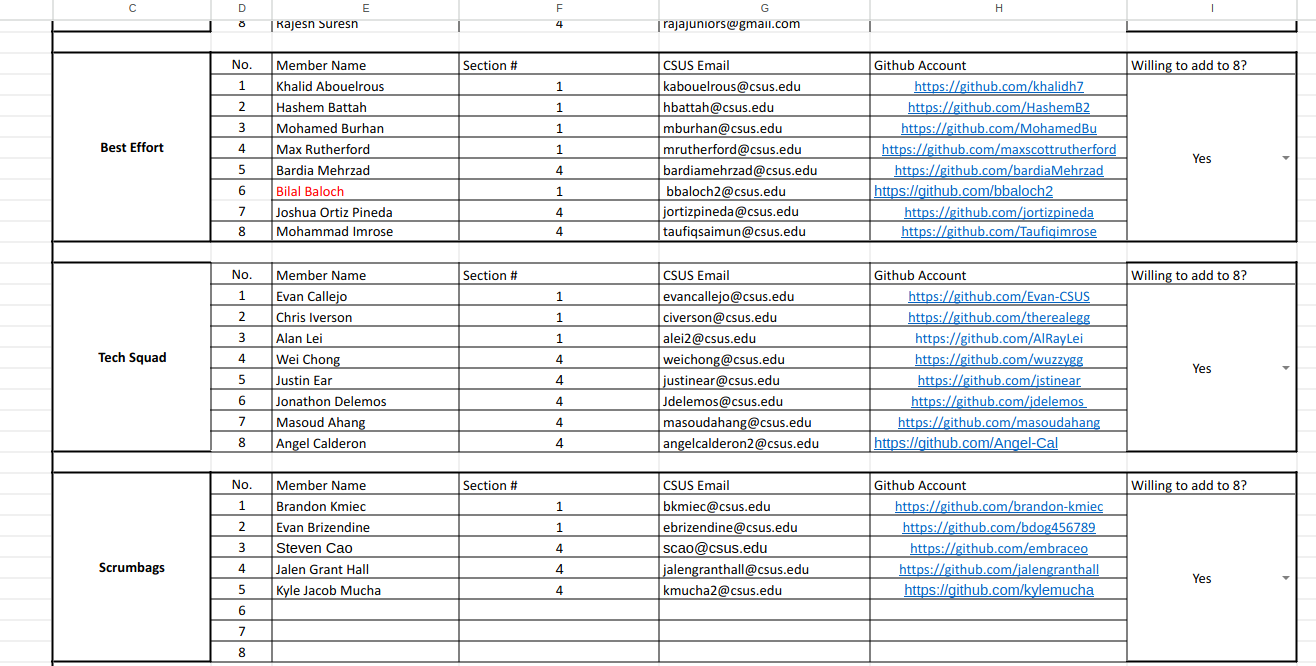 C D E F G H I
8 Rajesh Suresh 4 rajajuniors@gmail.com
No. Member Name Section # CSUS Email Github Account Willing to add to 8?
1 Khalid Abouelrous 1 kabouelrous@csus.edu https://github.com/khalidh7
2 Hashem Battah 1 hbattah@csus.edu https://github.com/HashemB2
3 Mohamed Burhan 1 mburhan@csus.edu https://github.com/MohamedBu
Best Effort
4 Max Rutherford 1 mrutherford@csus.edu https://github.com/maxscottrutherford
Yes
5 Bardia Mehrzad 4 bardiamehrzad@csus.edu https://github.com/bardiaMehrzad
6 Bilal Baloch 1 bbaloch2@csus.edu https://github.com/bbaloch2
7 Joshua Ortiz Pineda 4 jortizpineda@csus.edu https://github.com/jortizpineda
8 Mohammad Imrose 4 taufiqsaimun@csus.edu https://github.com/Taufiqimrose
No. Member Name Section # CSUS Email Github Account Willing to add to 8?
1 Evan Callejo 1 evancallejo@csus.edu https://github.com/Evan-CSUS
2 Chris Iverson 1 civerson@csus.edu https://github.com/therealegg
3 Alan Lei 1 alei2@csus.edu https://github.com/AlRayLei
Tech Squad
4 Wei Chong 4 weichong@csus.edu https://github.com/wuzzygg
Yes
5 Justin Ear 4 justinear@csus.edu https://github.com/jstinear
6 Jonathon Delemos 4 Jdelemos@csus.edu https://github.com/jdelemos
7 Masoud Ahang 4 masoudahang@csus.edu https://github.com/masoudahang
8 Angel Calderon 4 angelcalderon2@csus.edu https://github.com/Angel-Cal
No. Member Name Section # CSUS Email Github Account Willing to add to 8?
1 Brandon Kmiec 1 bkmiec@csus.edu https://github.com/brandon-kmiec
2 Evan Brizendine 1 ebrizendine@csus.edu https://github.com/bdog456789
3 Steven Cao 4 scao@csus.edu https://github.com/embraceo
Scrumbags
4 Jalen Grant Hall 4 jalengranthall@csus.edu https://github.com/jalengranthall
Yes
5 Kyle Jacob Mucha 4 kmucha2@csus.edu https://github.com/kylemucha
6
7
8